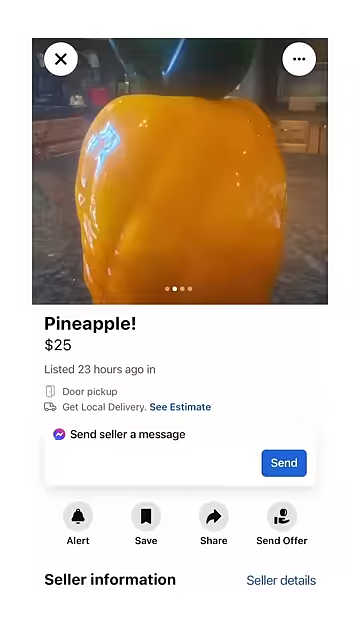 Pineapple!
$25
Listed 23 hours ago in
Door pickup
Get Local Delivery. See Estimate
Send seller a message
Send
Alert Save Share Send Offer
Seller information Seller details